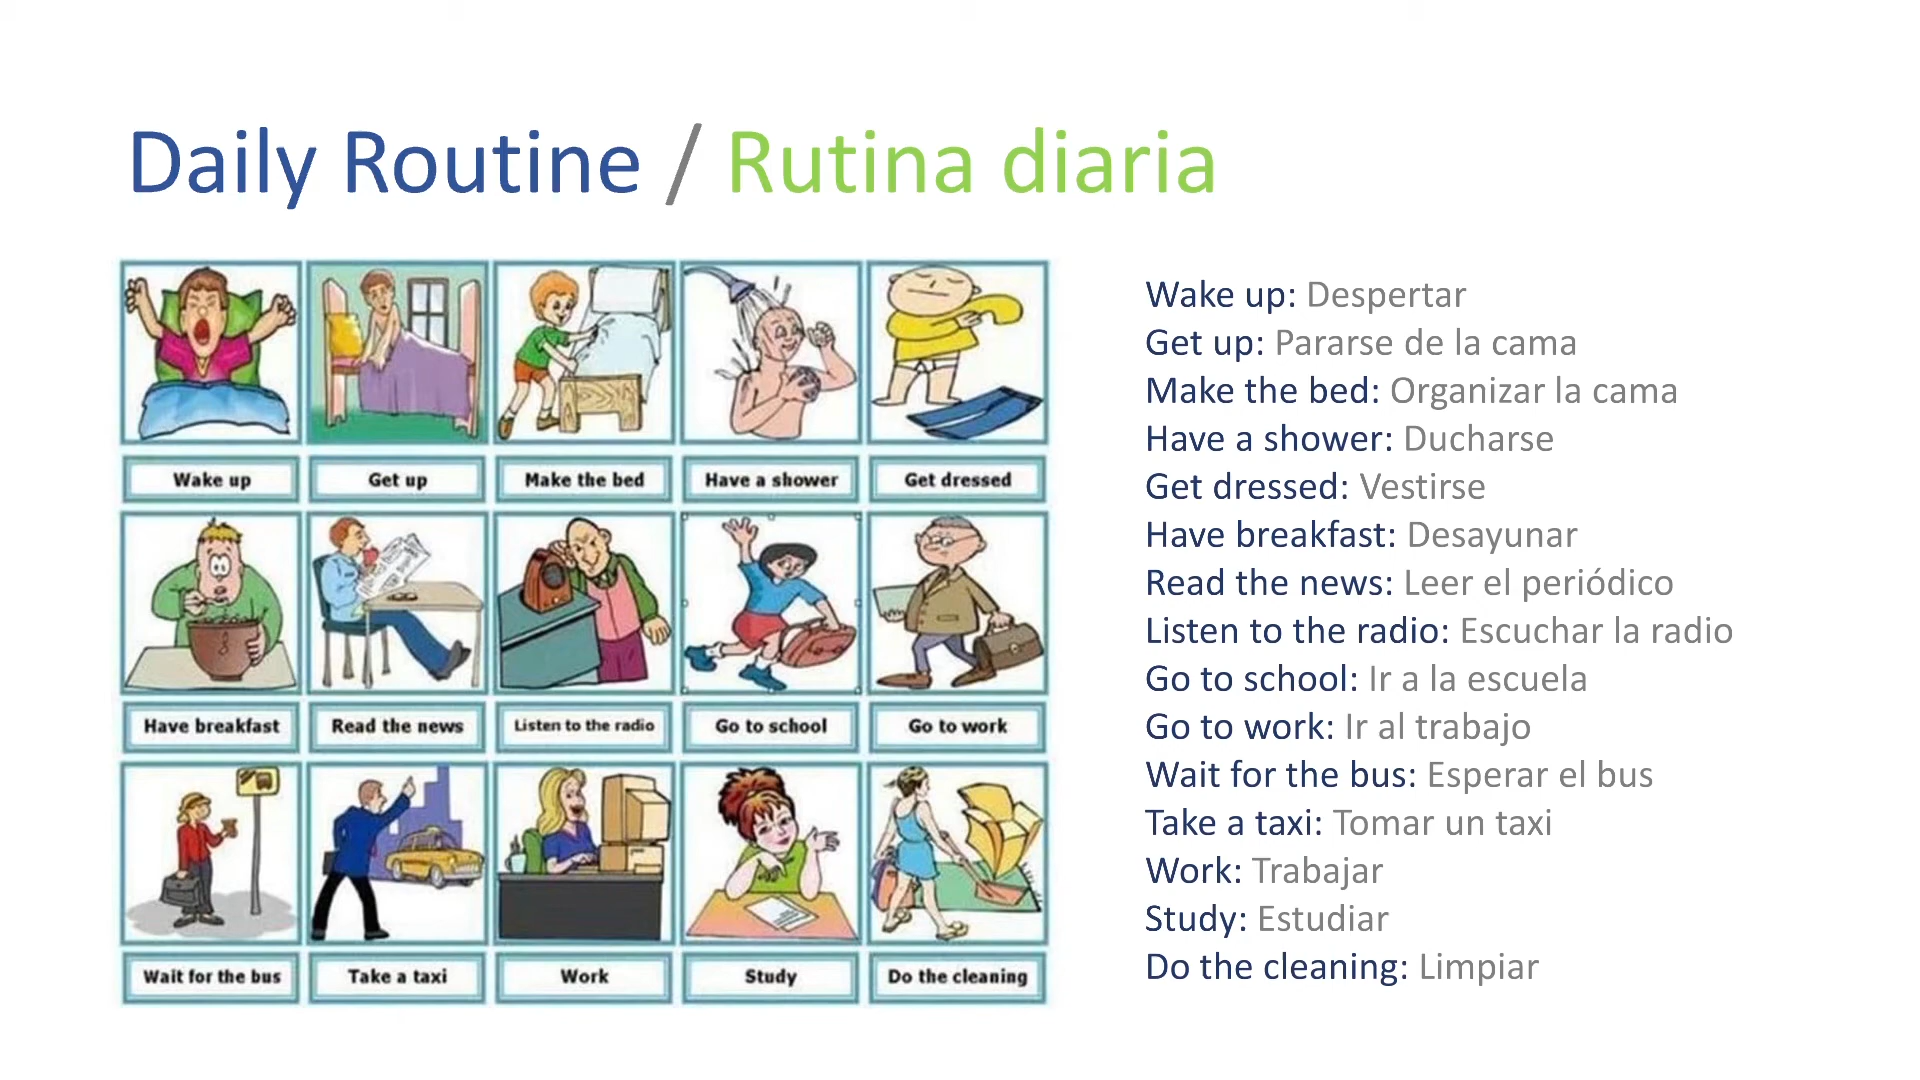 Daily Routine / Rutina diaria
Wake up
Get up
Make the bed
Have a shower
Get dressed
Have breakfast
Read the news
Listen to the radio
Go to school
Go to work
Wait for the bus
Take a taxi
Work
Study
Do the cleaning
Wake up: Despertar
Get up: Pararse de la cama
Make the bed: Organizar la cama
Have a shower: Ducharse
Get dressed: Vestirse
Have breakfast: Desayunar
Read the news: Leer el periódico
Listen to the radio: Escuchar la radio
Go to school: Ir a la escuela
Go to work: Ir al trabajo
Wait for the bus: Esperar el bus
Take a taxi: Tomar un taxi
Work: Trabajar
Study: Estudiar
Do the cleaning: Limpiar